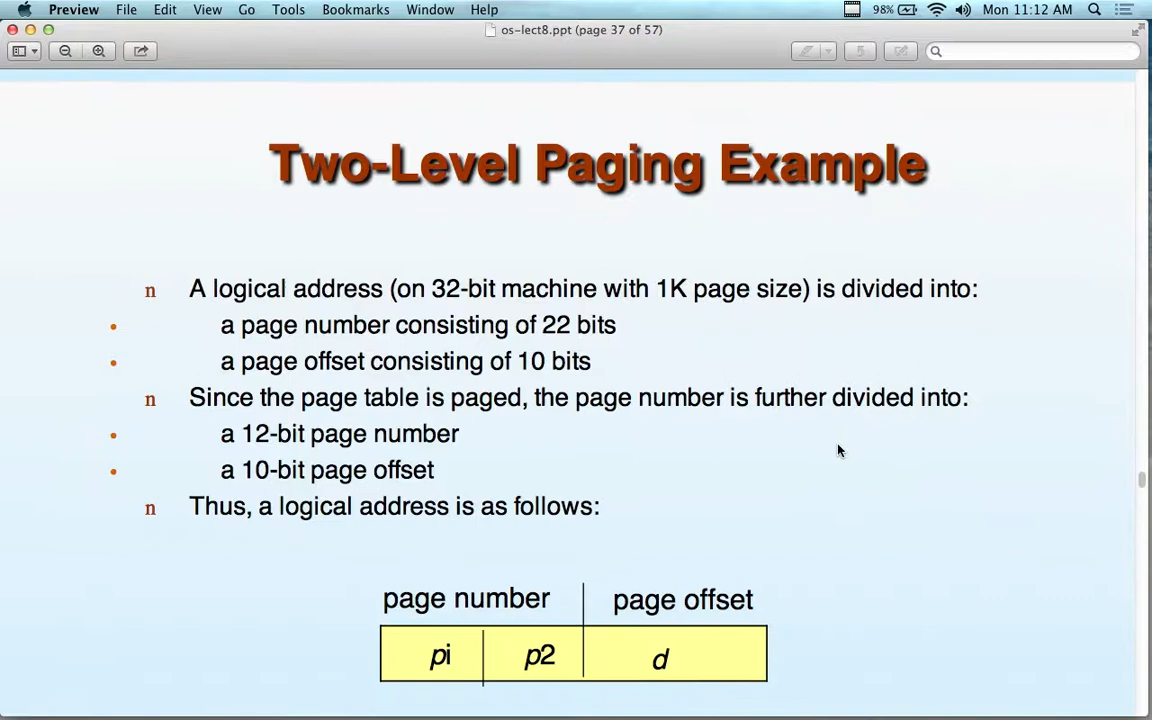 Preview File Edit View Go Tools Bookmarks Window Help 98% Mon 11:12 AM
os-lect8.ppt (page 37 of 57)
Two-Level Paging Example
n A logical address (on 32-bit machine with 1K page size) is divided into:
• a page number consisting of 22 bits
• a page offset consisting of 10 bits
n Since the page table is paged, the page number is further divided into:
• a 12-bit page number
• a 10-bit page offset
n Thus, a logical address is as follows:
page number page offset
pi p2 d